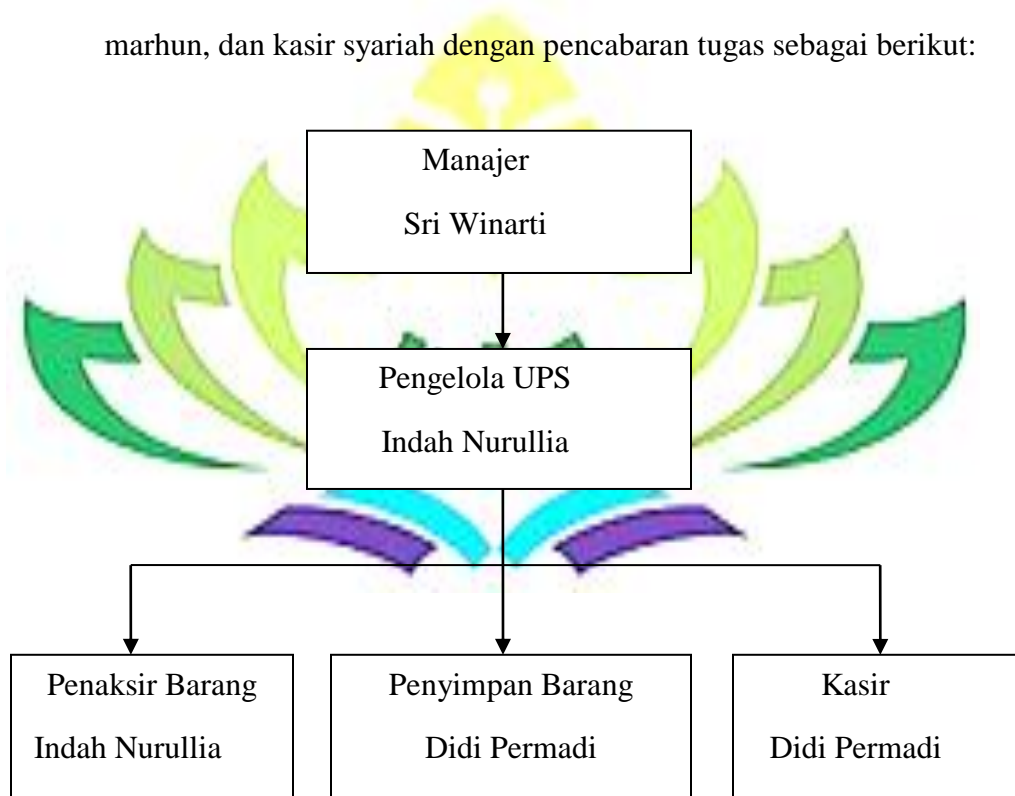 marhun, dan kasir syariah dengan pencabaran tugas sebagai berikut:
Manajer
Sri Winarti
Pengelola UPS
Indah Nurullia
Penaksir Barang
Indah Nurullia
Penyimpan Barang
Didi Permadi
Kasir
Didi Permadi